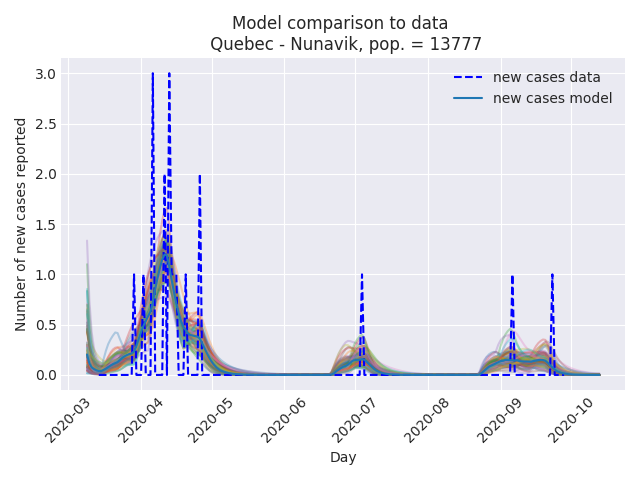 Model comparison to data
Quebec - Nunavik, pop. = 13777
new cases data
new cases model
Number of new cases reported
3.0
2.5
2.0
1.5
1.0
0.5
0.0
2020-03
2020-04
2020-05
2020-06
2020-07
2020-08
2020-09
2020-10
Day